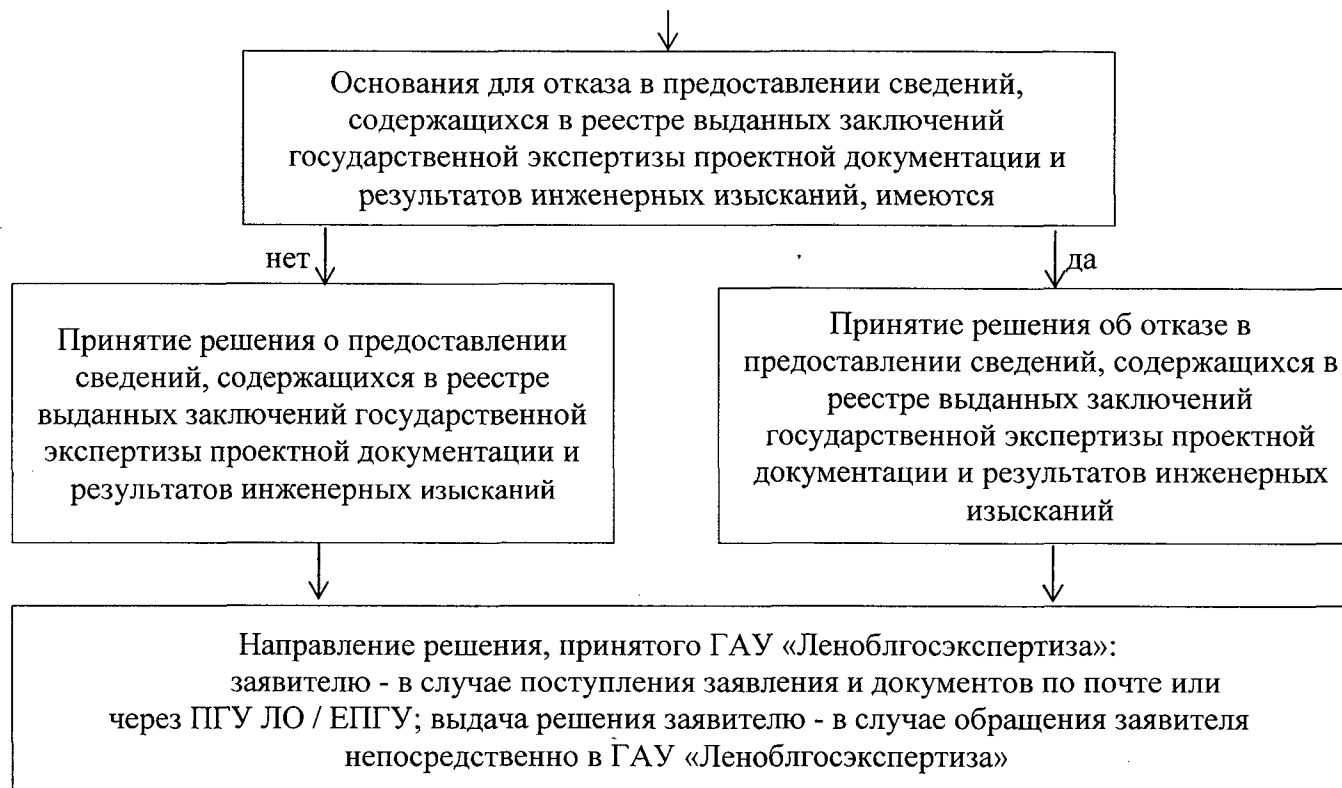 Основания для отказа в предоставлении сведений,
содержащихся в реестре выданных заключений
государственной экспертизы проектной документации и
результатов инженерных изысканий, имеются
нет
да
Принятие решения о предоставлении
сведений, содержащихся в реестре
выданных заключений государственной
экспертизы проектной документации и
результатов инженерных изысканий
Принятие решения об отказе в
предоставлении сведений, содержащихся в
реестре выданных заключений
государственной экспертизы проектной
документации и результатов инженерных
изысканий
Направление решения, принятого ГАУ «Леноблгосэкспертиза»:
заявителю - в случае поступления заявления и документов по почте или
через ПГУ ЛО / ЕПГУ; выдача решения заявителю - в случае обращения заявителя
непосредственно в ГАУ «Леноблгосэкспертиза»